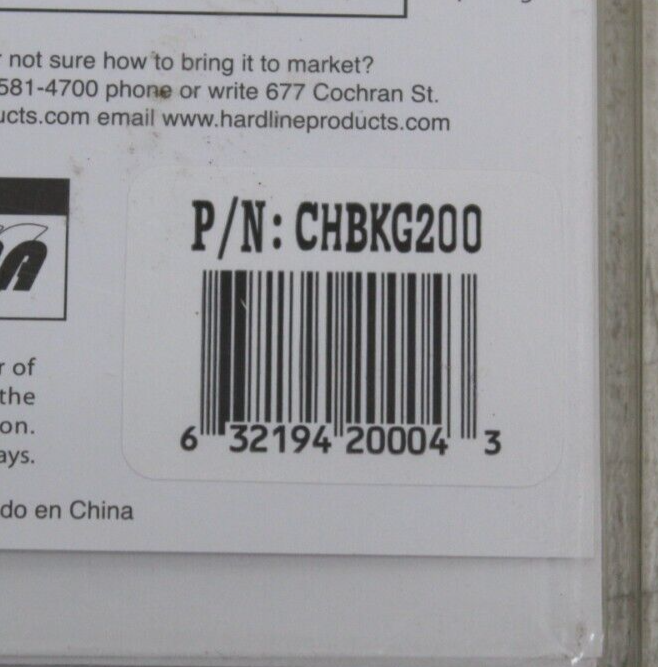 not sure how to bring it to market?
581-4700 phone or write 677 Cochran St.
ucts.com email www.hardlineproducts.com
P/N: CHBKG200
6 32194 20004 3
A
r of
the
on.
ays.
do en China